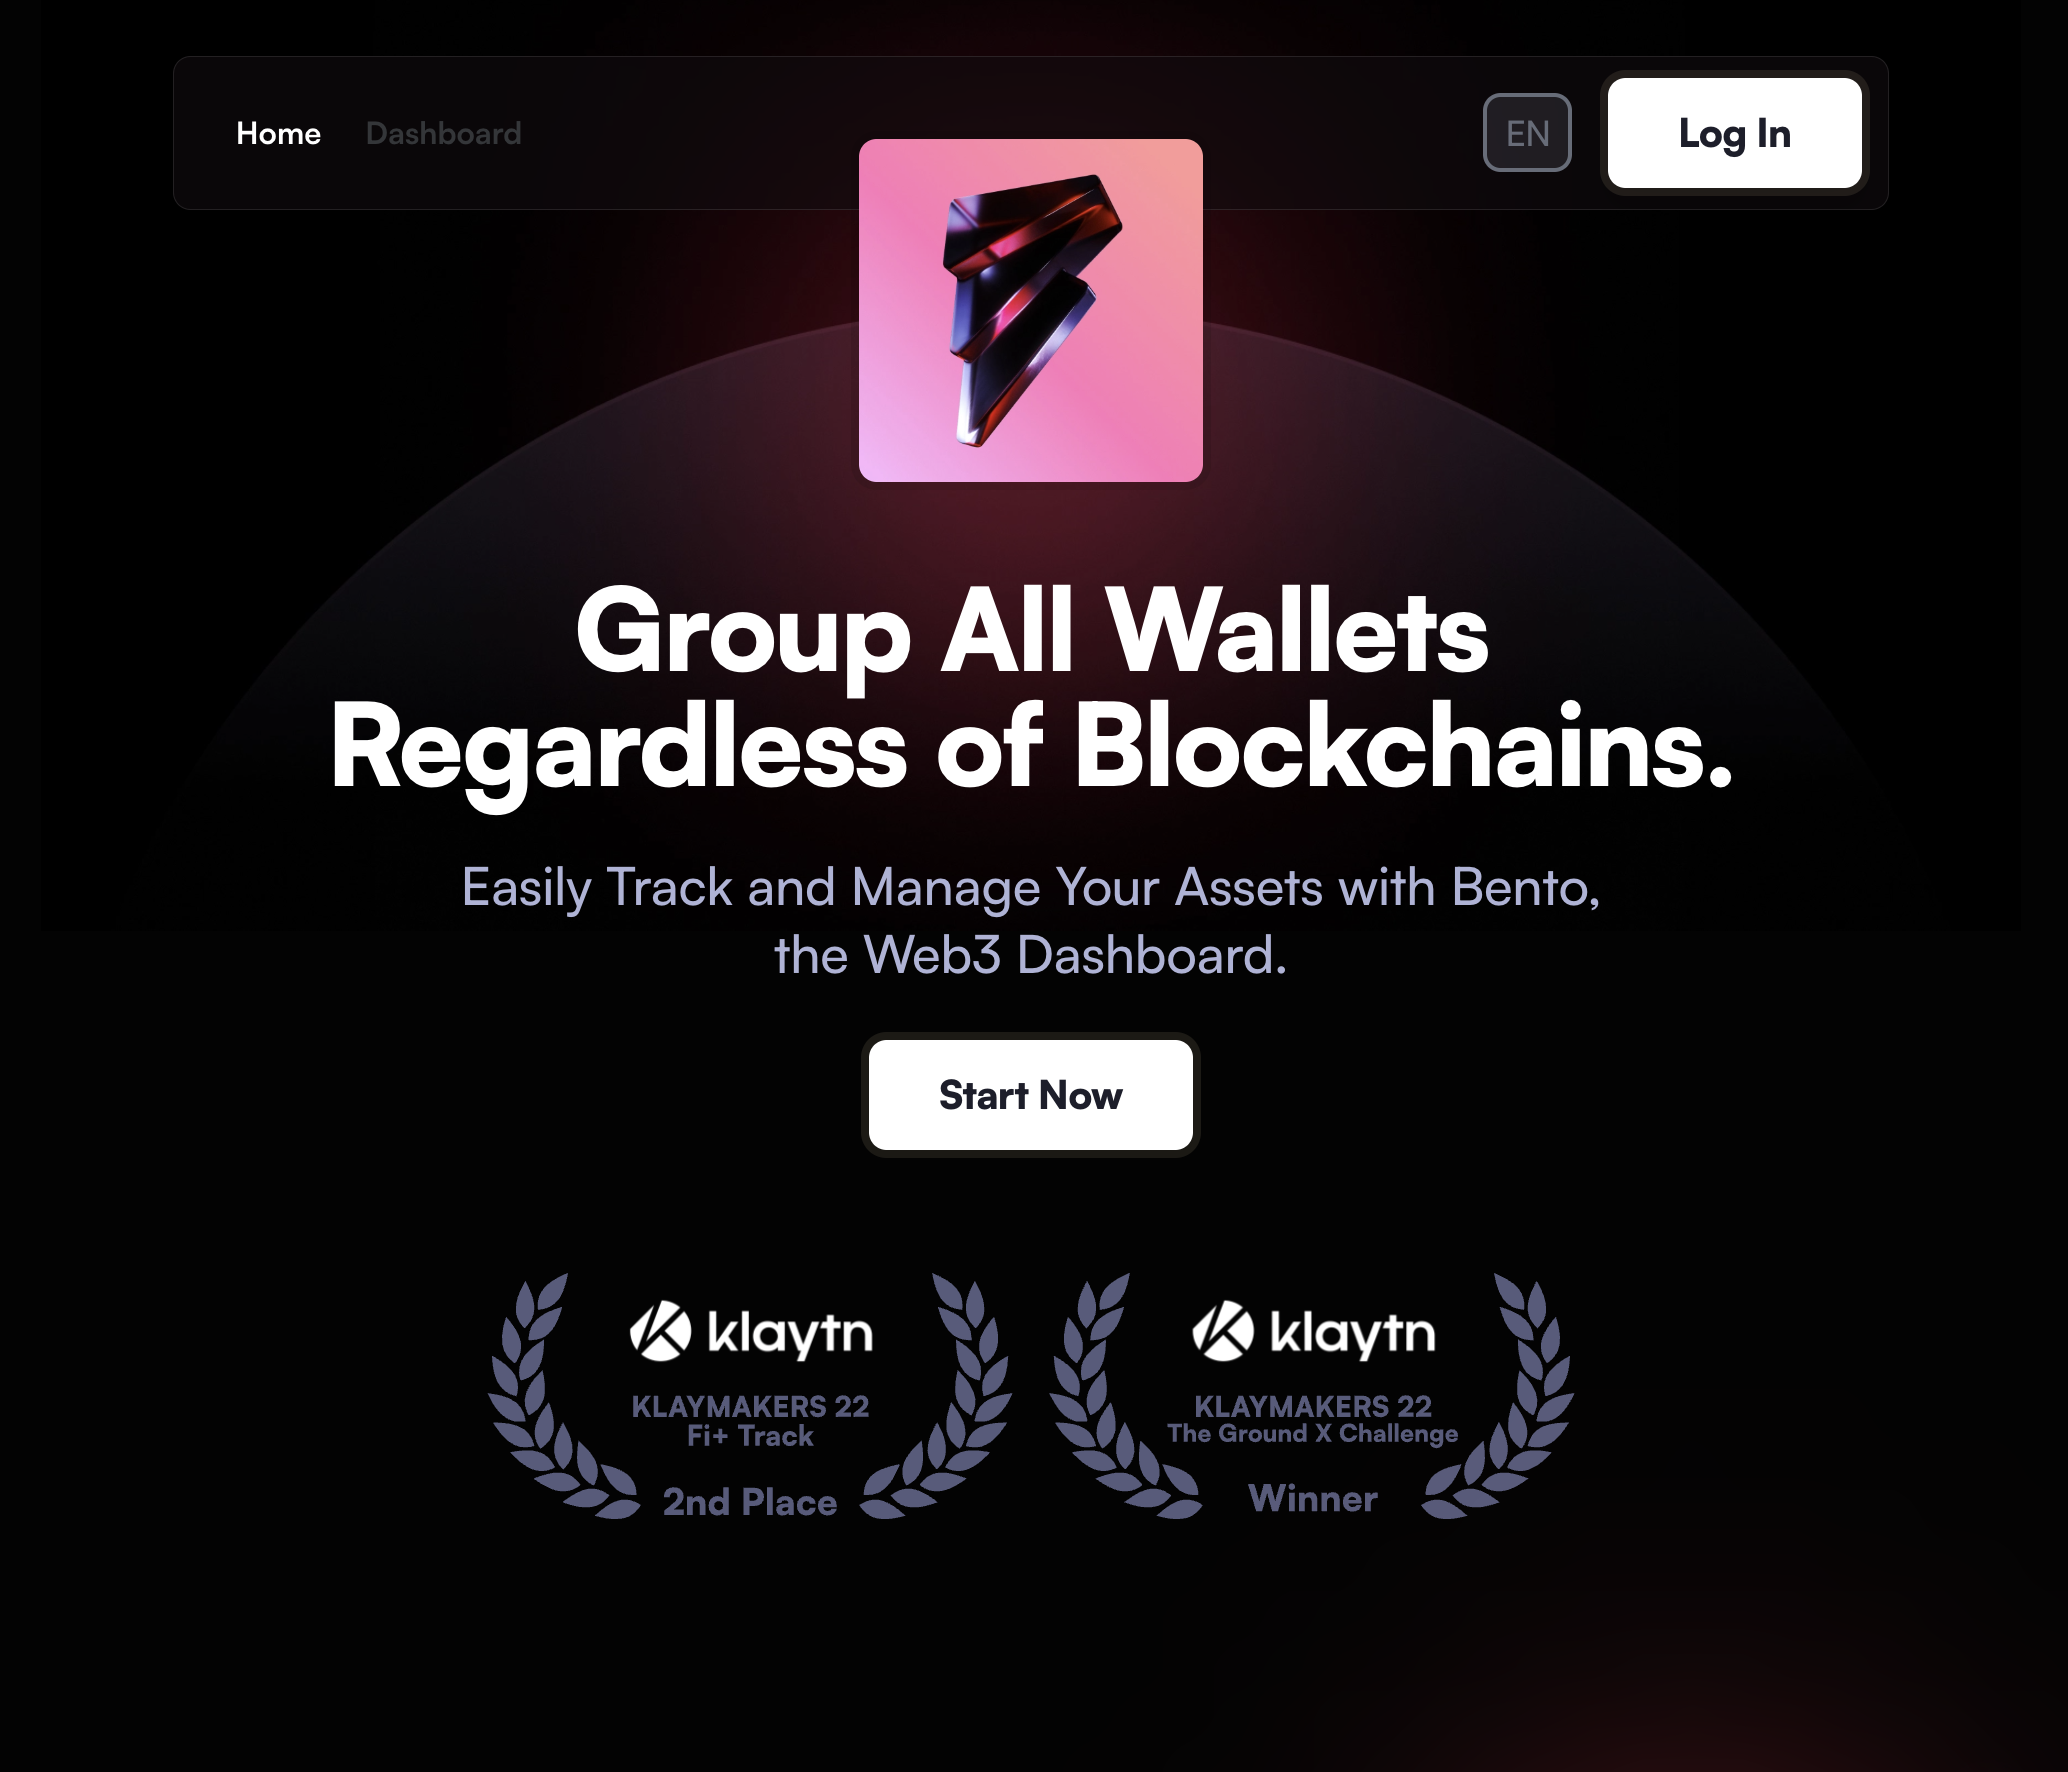 Home
Dashboard
EN
Log In
Group All Wallets
Regardless of Blockchains.
Easily Track and Manage Your Assets with Bento,
the Web3 Dashboard.
Start Now
klaytn
KLAYMAKERS 22
Fi+ Track
2nd Place
klaytn
KLAYMAKERS 22
The Ground X Challenge
Winner